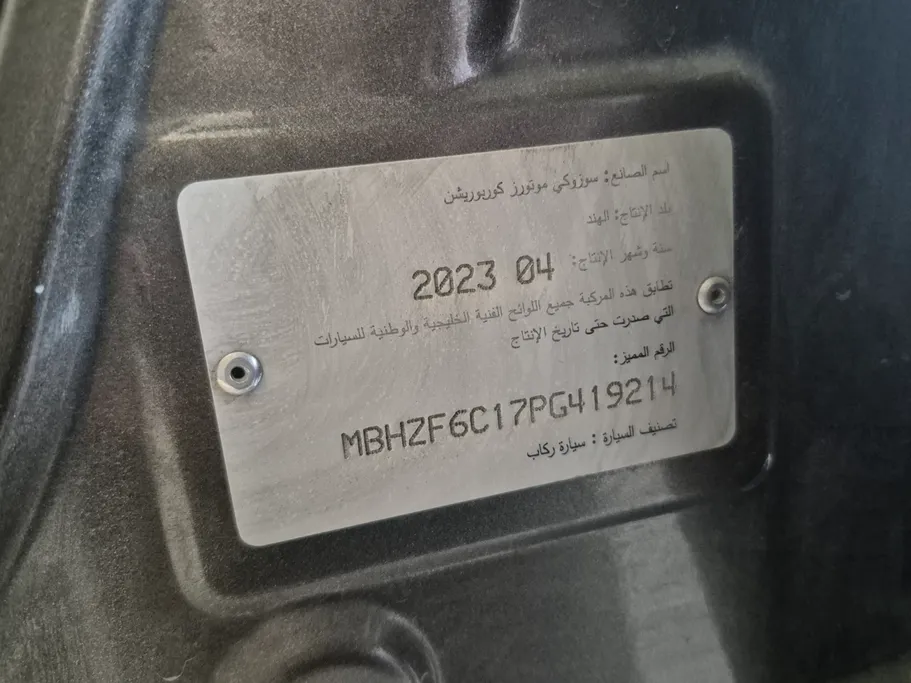 اسم الصانع: سوزوكي موتورز كوربوريشن
بلد الإنتاج: الهند
سنة وشهر الإنتاج: 2023 04
تطابق هذه المركبة جميع اللوائح الفنية الخليجية والوطنية للسيارات
التي صدرت حتى تاريخ الإنتاج
الرقم المميز:
MBHZF6C17PG419214
تصنيف السيارة : سيارة ركاب